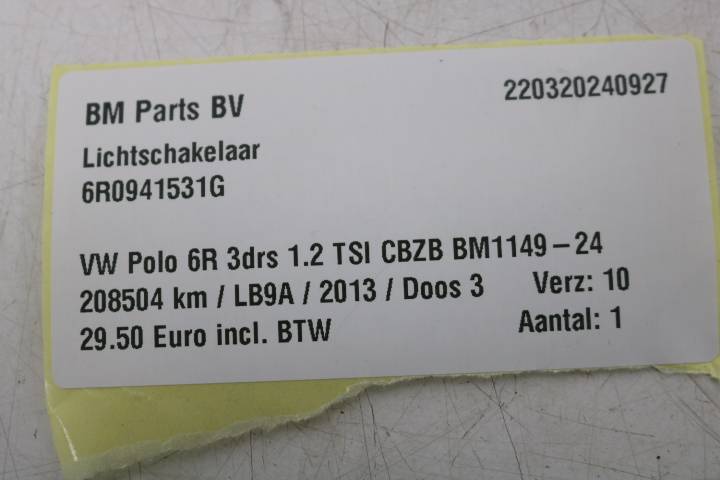 BM Parts BV 220320240927
Lichtschakelaar
6R0941531G
VW Polo 6R 3drs 1.2 TSI CBZB BM1149-24
208504 km / LB9A / 2013 / Doos 3 Verz: 10
29.50 Euro incl. BTW Aantal: 1